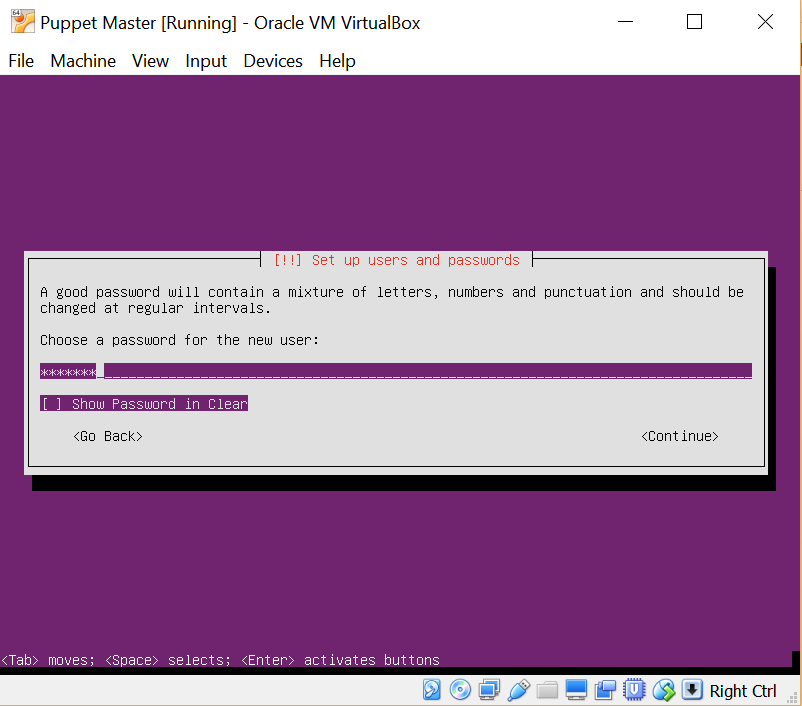 Puppet Master [Running] - Oracle VM VirtualBox
File Machine View Input Devices Help
[!!] Set up users and passwords
A good password will contain a mixture of letters, numbers and punctuation and should be
changed at regular intervals.
Choose a password for the new user:
*******
[ ] Show Password in Clear
<Go Back> <Continue>
<Tab> moves; <Space> selects; <Enter> activates buttons
Right Ctrl